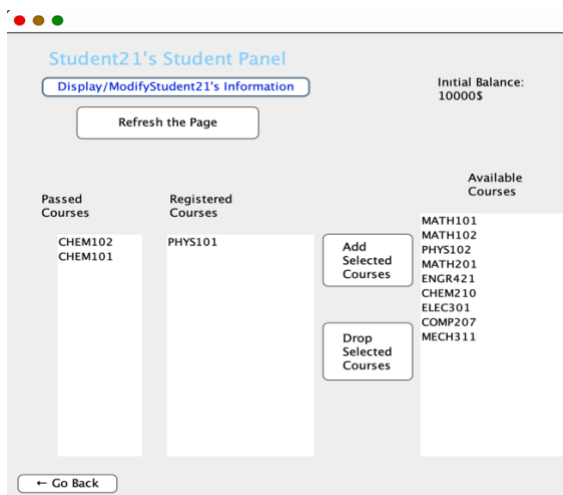 Student21's Student Panel
Display/ModifyStudent21's Information
Initial Balance:
10000$
Refresh the Page
Available
Courses
Passed
Courses
Registered
Courses
CHEM102
CHEM101
PHYS101
Add
Selected
Courses
Drop
Selected
Courses
MATH101
MATH102
PHYS102
MATH201
ENGR421
CHEM210
ELEC301
COMP207
MECH311
← Go Back